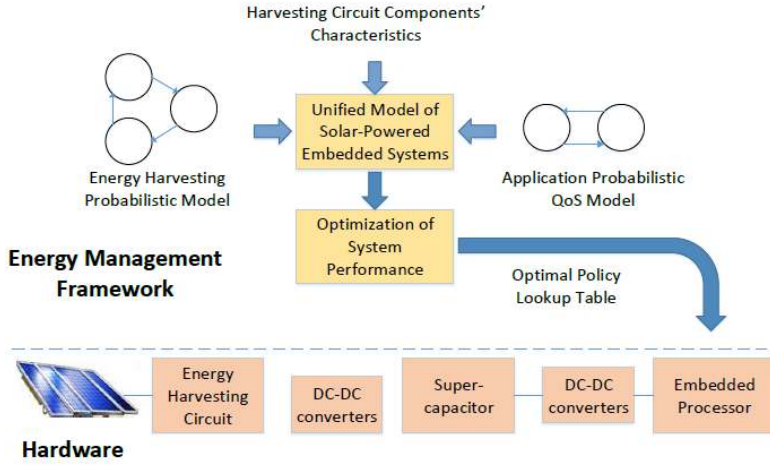 Harvesting Circuit Components'
Characteristics
Unified Model of
Solar-Powered
Embedded Systems
Energy Harvesting
Probabilistic Model
Application Probabilistic
QoS Model
Optimization of
System
Performance
Energy Management
Framework
Optimal Policy
Lookup Table
Energy
Harvesting
Circuit
DC-DC
converters
Super-
capacitor
DC-DC
converters
Embedded
Processor
Hardware